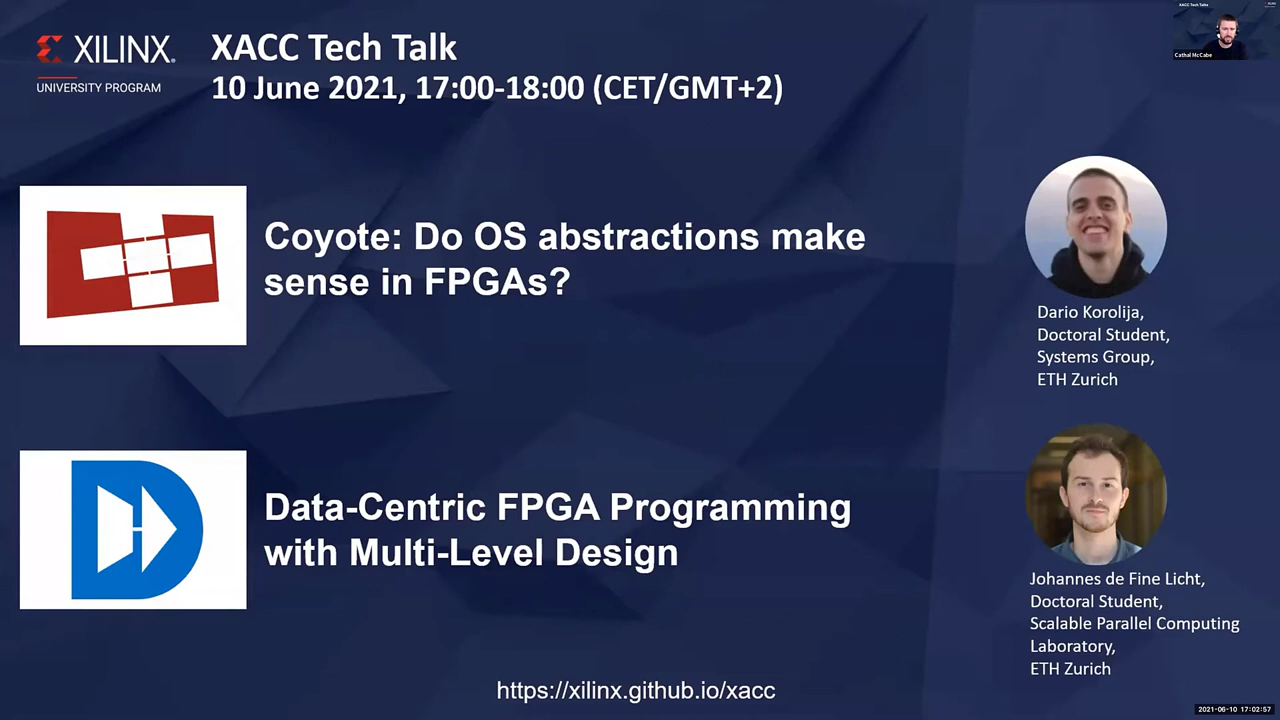 XILINX
UNIVERSITY PROGRAM
XACC Tech Talk
10 June 2021, 17:00-18:00 (CET/GMT+2)
XACC Tech Talks
Cathal McCabe
Coyote: Do OS abstractions make
sense in FPGAs?
Dario Korolija,
Doctoral Student,
Systems Group,
ETH Zurich
Data-Centric FPGA Programming
with Multi-Level Design
Johannes de Fine Licht,
Doctoral Student,
Scalable Parallel Computing
Laboratory,
ETH Zurich
https://xilinx.github.io/xacc
2021-06-10 17:02:57